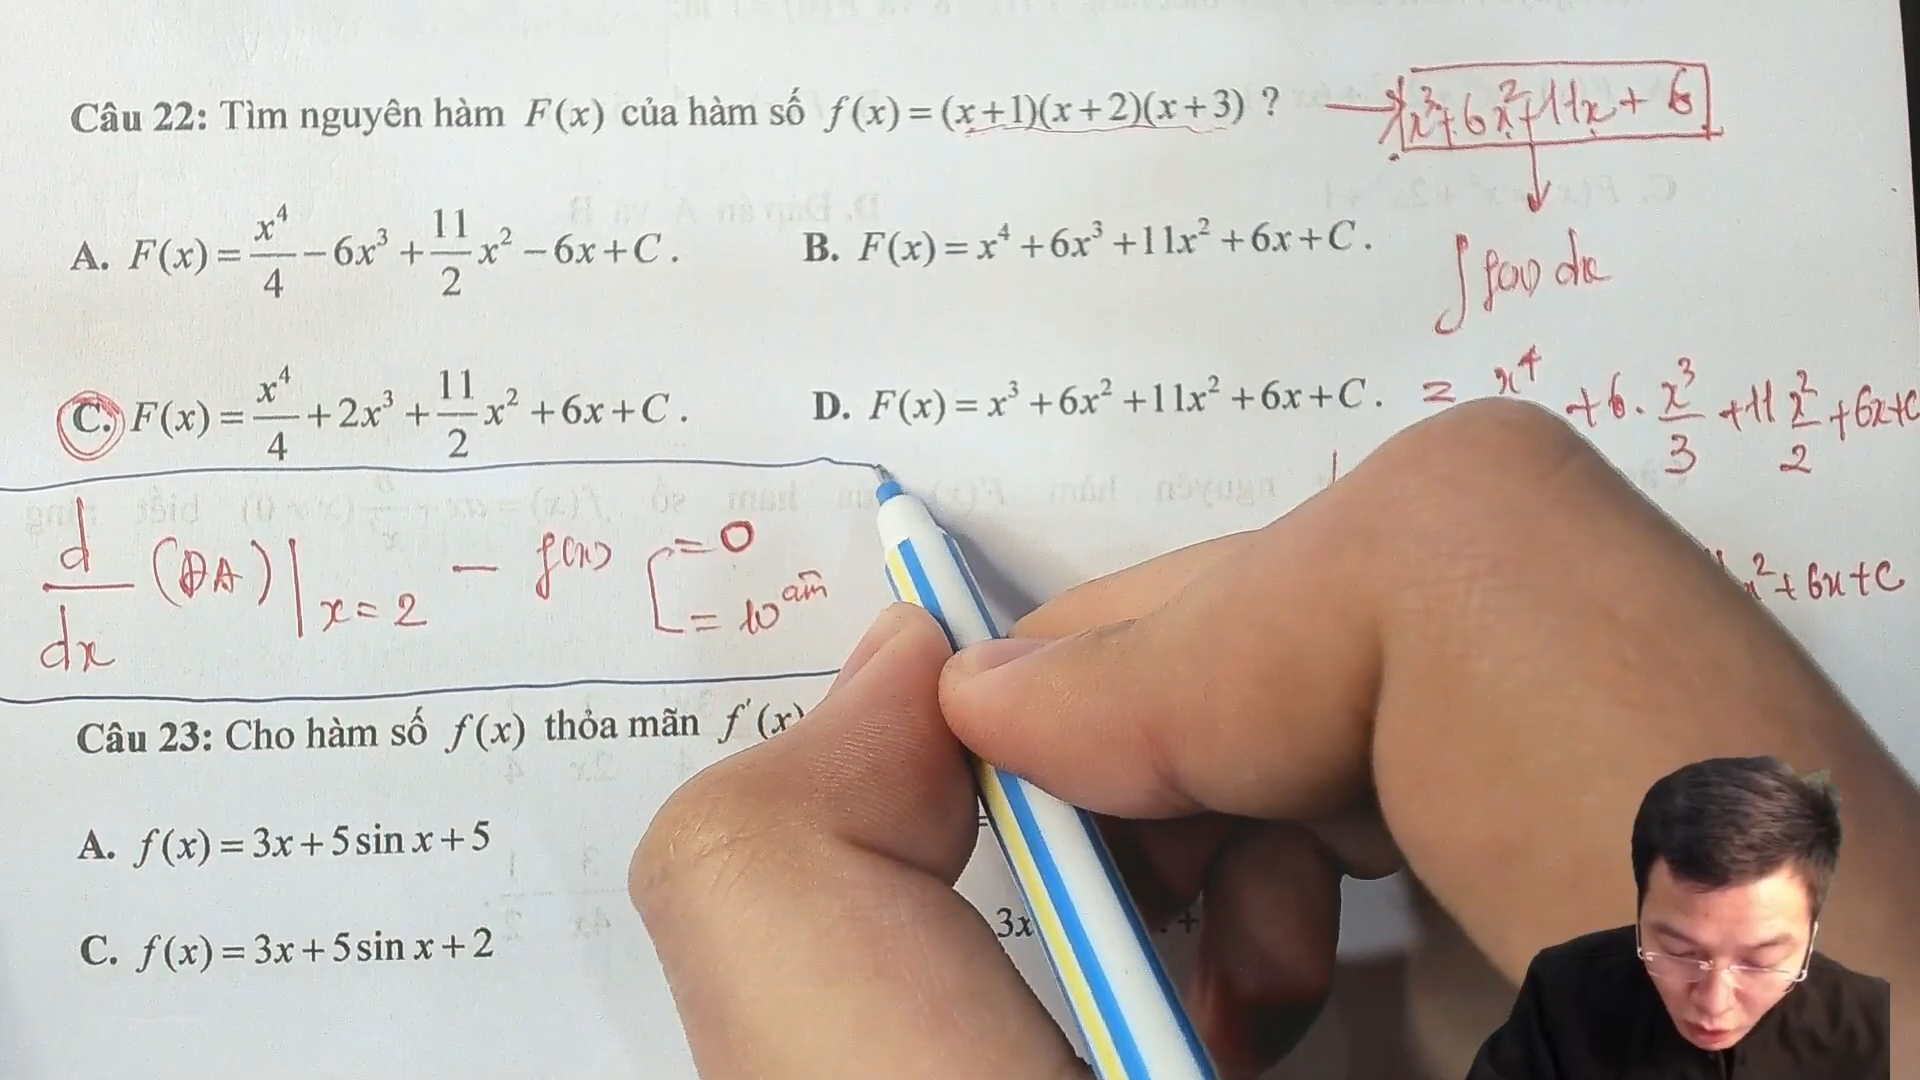 Câu 22: Tìm nguyên hàm F(x) của hàm số f(x) = (x+1)(x+2)(x+3) ? → x³+6x²+11x+6
A. F(x) = x⁴/4 − 6x³ + 11/2 x² − 6x + C. B. F(x) = x⁴ + 6x³ + 11x² + 6x + C.
∫ f(x) dx
C. F(x) = x⁴/4 + 2x³ + 11/2 x² + 6x + C. D. F(x) = x³ + 6x² + 11x² + 6x + C.
= x⁴ + 6. x³/3 + 11 x²/2 + 6x+C
d/dx (ĐA)|x=2 − f(x) [ = 0
= 10^âm
x² + 6x + C
Câu 23: Cho hàm số f(x) thỏa mãn f'(x)
A. f(x) = 3x + 5 sin x + 5
C. f(x) = 3x + 5 sin x + 2
3x
+